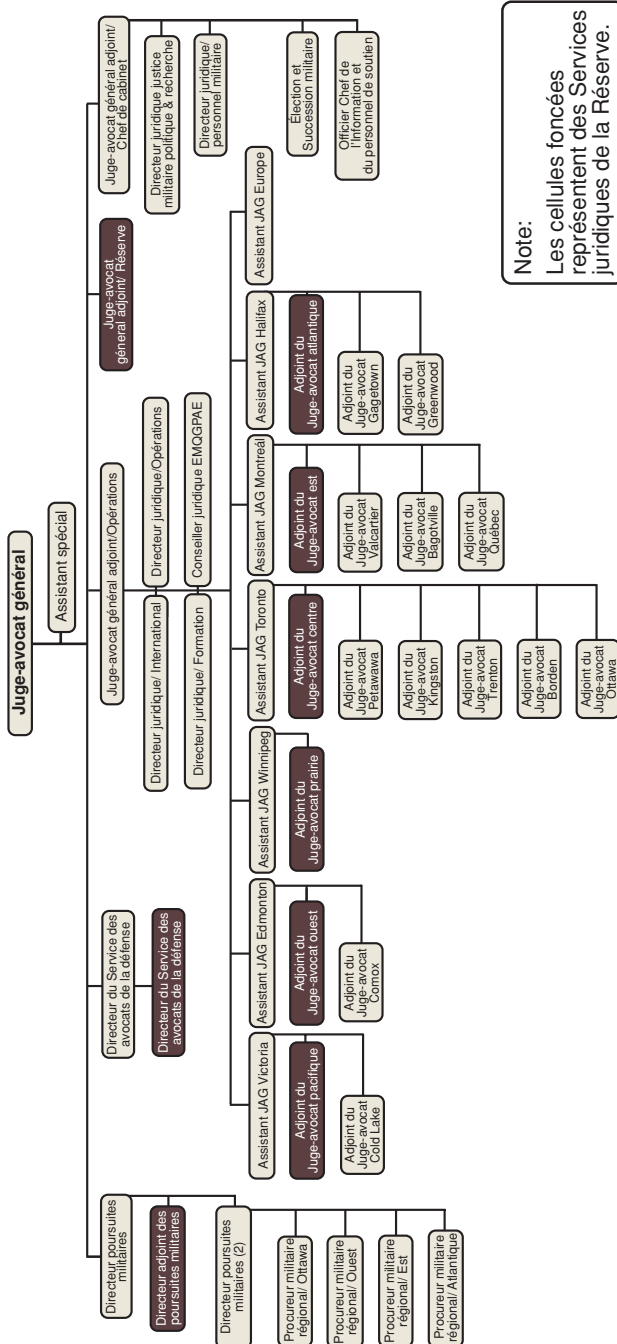 Juge-avocat général
Assistant spécial
Directeur poursuites
militaires
Directeur adjoint des
poursuites militaires
Directeur poursuites
militaires (2)
Procureur militaire
régional/ Ottawa
Procureur militaire
régional/ Ouest
Procureur militaire
régional/ Est
Procureur militaire
régional/ Atlantique
Directeur du Service des
avocats de la défense
Directeur du Service des
avocats de la défense
Juge-avocat général adjoint/Opérations
Directeur juridique/ International
Directeur juridique/Opérations
Directeur juridique/ Formation
Conseiller juridique EMQGPAE
Juge-avocat
géneral adjoint/ Réserve
Juge-avocat général adjoint/
Chef de cabinet
Directeur juridique justice
militaire politique & recherche
Directeur juridique/
personnel militaire
Élection et
Succession militaire
Officier Chef de
l'Information et
du personnel de soutien
Assistant JAG Victoria
Adjoint du
Juge-avocat pacifique
Adjoint du
Juge-avocat
Cold Lake
Assistant JAG Edmonton
Adjoint du
Juge-avocat ouest
Adjoint du
Juge-avocat
Comox
Assistant JAG Winnipeg
Adjoint du
Juge-avocat prairie
Assistant JAG Toronto
Adjoint du
Juge-avocat centre
Adjoint du
Juge-avocat
Petawawa
Adjoint du
Juge-avocat
Kingston
Adjoint du
Juge-avocat
Trenton
Adjoint du
Juge-avocat
Borden
Adjoint du
Juge-avocat
Ottawa
Assistant JAG Montreál
Adjoint du
Juge-avocat est
Adjoint du
Juge-avocat
Valcartier
Adjoint du
Juge-avocat
Bagotville
Adjoint du
Juge-avocat
Québec
Assistant JAG Halifax
Adjoint du
Juge-avocat atlantique
Adjoint du
Juge-avocat
Gagetown
Adjoint du
Juge-avocat
Greenwood
Assistant JAG Europe
Note:
Les cellules foncées
représentent des Services
juridiques de la Réserve.